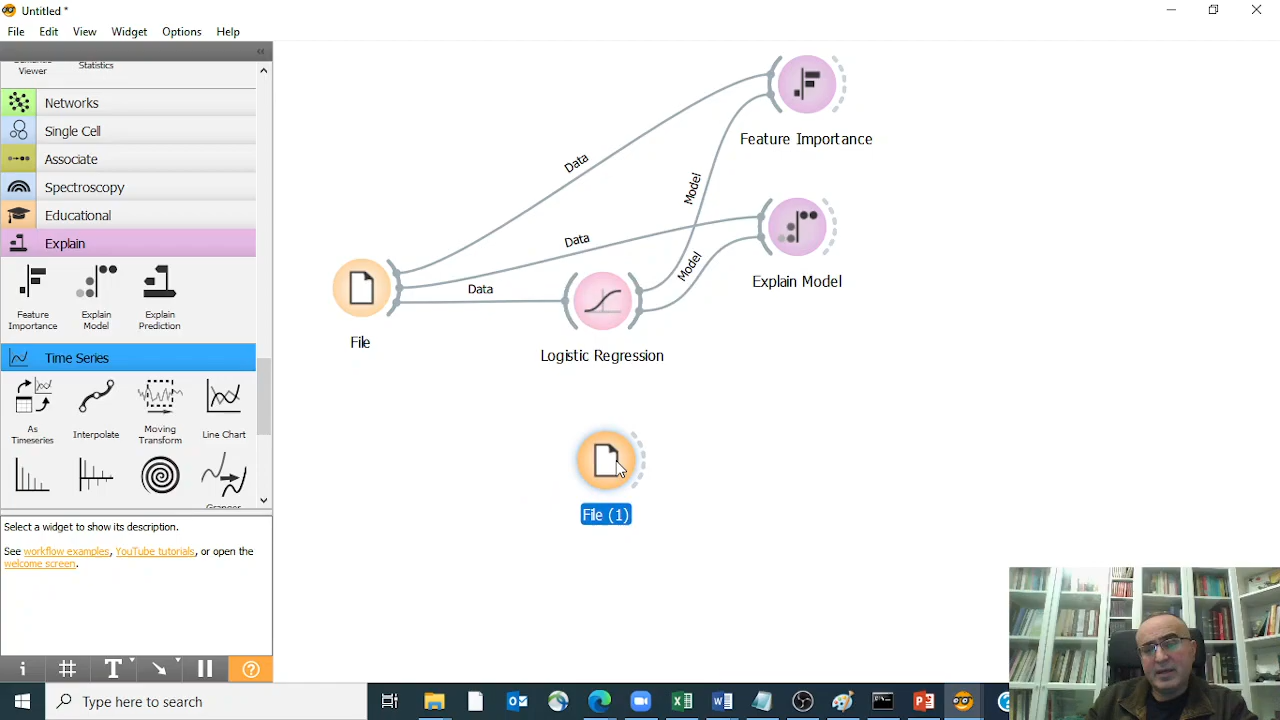 Untitled *
File Edit View Widget Options Help
Viewer
Statistics
Networks
Single Cell
Associate
Spectroscopy
Educational
Explain
Feature Importance
Explain Model
Explain Prediction
Time Series
As Timeseries
Interpolate
Moving Transform
Line Chart
Granger
Select a widget to show its description.
See workflow examples, YouTube tutorials, or open the
welcome screen.
Data
Data
Data
Model
Model
Feature Importance
Explain Model
File
Logistic Regression
File (1)
Type here to search